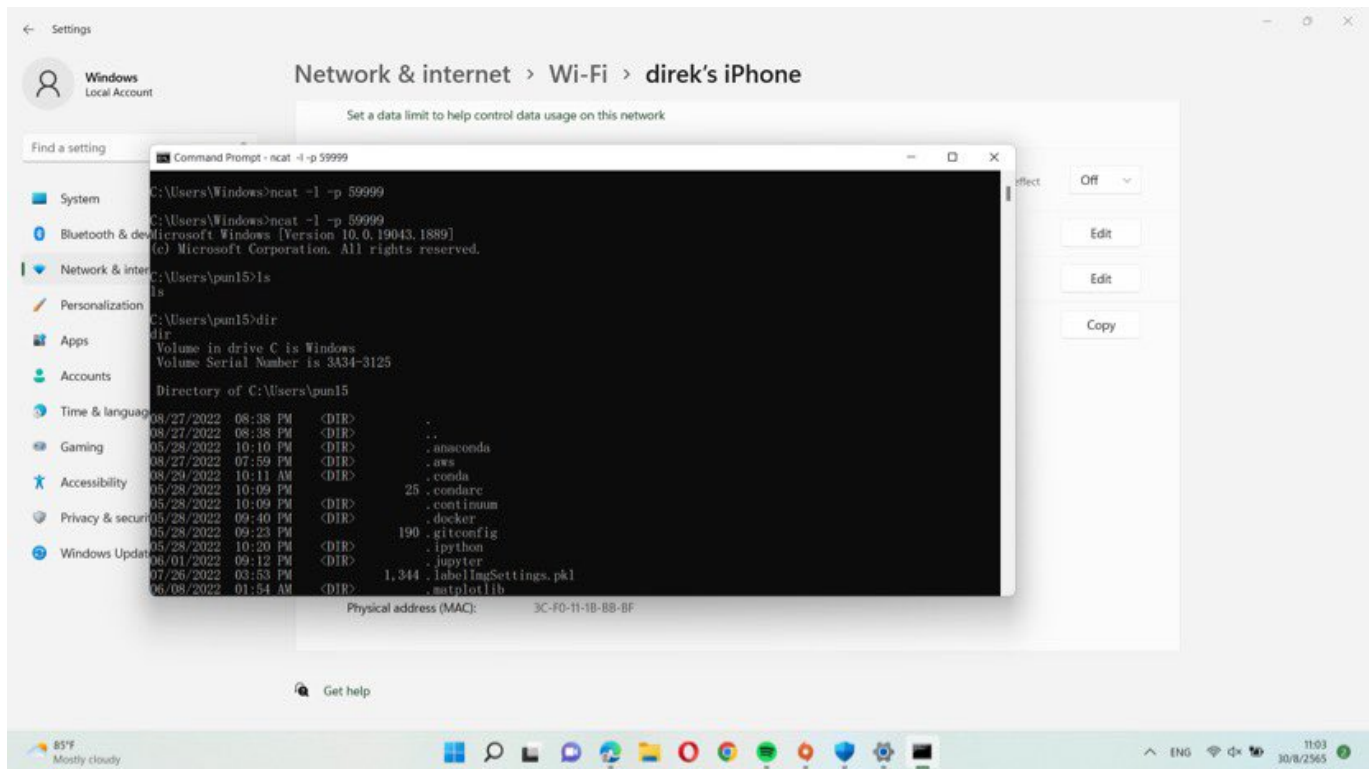 Settings
Windows
Local Account
Network & internet > Wi-Fi > direk's iPhone
Set a data limit to help control data usage on this network
Find a setting
Command Prompt - ncat -l -p 59999
effect
Off
C:\Users\Windows>ncat -l -p 59999
System
C:\Users\Windows>ncat -l -p 59999
Bluetooth & dev
Microsoft Windows [Version 10.0.19043.1889]
Edit
(c) Microsoft Corporation. All rights reserved.
Network & inter
C:\Users\pun15>ls
Edit
ls
Personalization
C:\Users\pun15>dir
Copy
dir
Apps
Volume in drive C is Windows
Volume Serial Number is 3A34-3125
Accounts
Directory of C:\Users\pun15
Time & languag
08/27/2022 08:38 PM <DIR> .
08/27/2022 08:38 PM <DIR> ..
Gaming
05/28/2022 10:10 PM <DIR> .anaconda
08/27/2022 07:59 PM <DIR> .aws
08/29/2022 10:11 AM <DIR> .conda
Accessibility
05/28/2022 10:09 PM 25 .condarc
05/28/2022 10:09 PM <DIR> .continuum
Privacy & securi
05/28/2022 09:40 PM <DIR> .docker
05/28/2022 09:23 PM 190 .gitconfig
05/28/2022 10:20 PM <DIR> .ipython
Windows Updat
06/01/2022 09:12 PM <DIR> .jupyter
07/26/2022 03:53 PM 1,344 .labelImgSettings.pkl
06/08/2022 01:54 AM <DIR> .matplotlib
Physical address (MAC): 3C-F0-11-1B-BB-BF
Get help
85°F
Mostly cloudy
ENG
11:03
30/8/2565
2